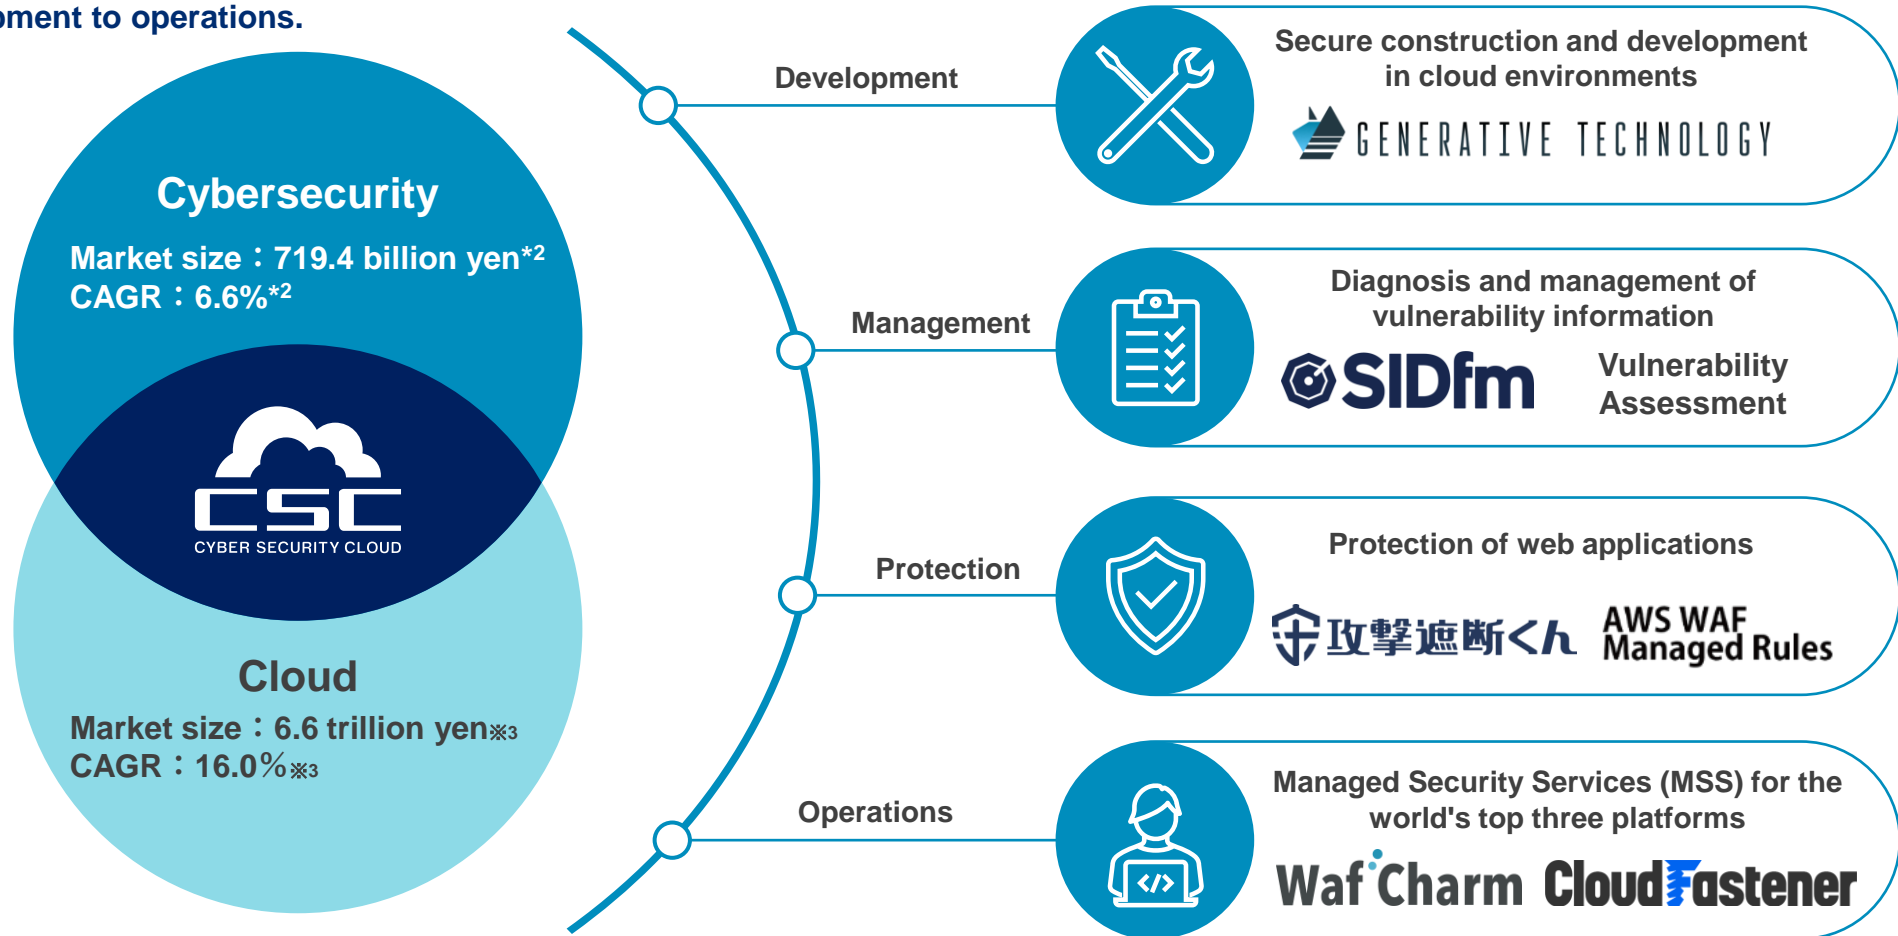 pment to operations.
Cybersecurity
Market size：719.4 billion yen*2
CAGR：6.6%*2
CSC
CYBER SECURITY CLOUD
Cloud
Market size：6.6 trillion yen※3
CAGR：16.0％※3
Development
Secure construction and development
in cloud environments
GENERATIVE TECHNOLOGY
Management
Diagnosis and management of
vulnerability information
SIDfm
Vulnerability
Assessment
Protection
Protection of web applications
攻撃遮断くん
AWS WAF
Managed Rules
Operations
Managed Security Services (MSS) for the
world's top three platforms
</>
WafCharm
CloudFastener